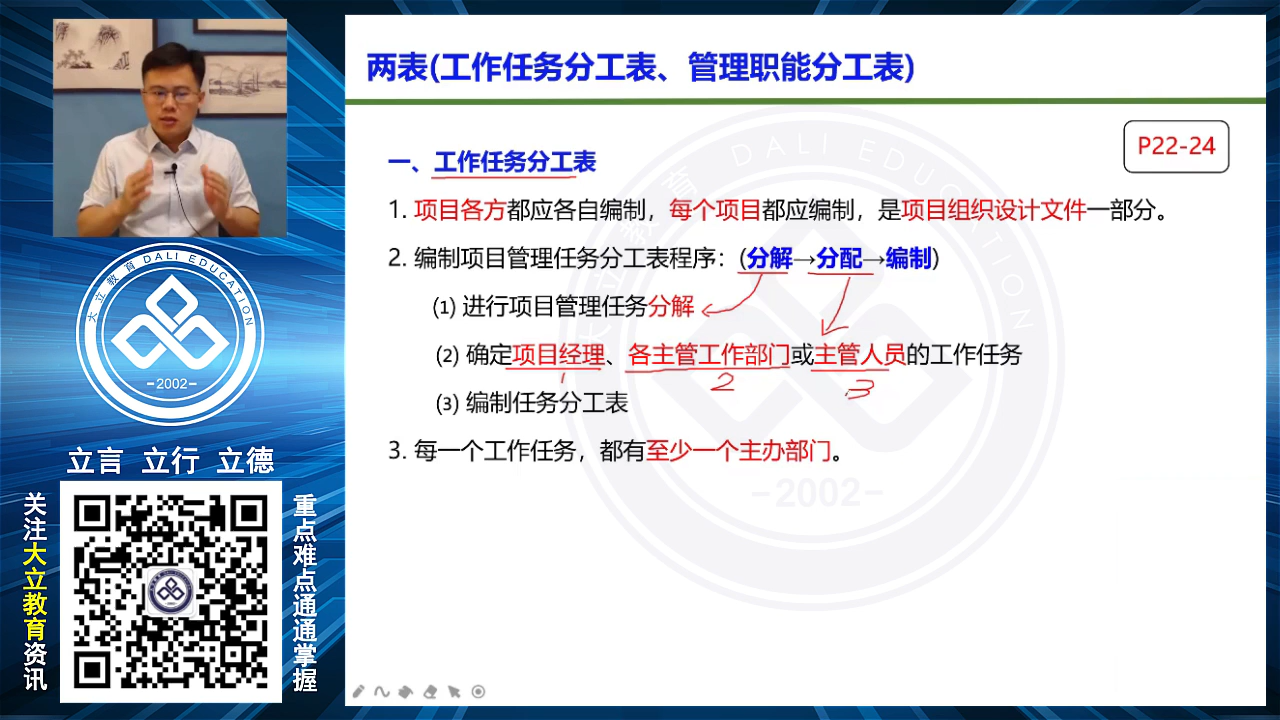 两表(工作任务分工表、管理职能分工表)
P22-24
一、工作任务分工表
1. 项目各方都应各自编制，每个项目都应编制，是项目组织设计文件一部分。
2. 编制项目管理任务分工表程序：(分解→分配→编制)
(1) 进行项目管理任务分解
(2) 确定项目经理、各主管工作部门或主管人员的工作任务
1 2 3
(3) 编制任务分工表
3. 每一个工作任务，都有至少一个主办部门。
大立教育 DALI EDUCATION
-2002-
立言 立行 立德
关注大立教育资讯
重点难点通通掌握
大立教育 DALI EDUCATION
-2002-